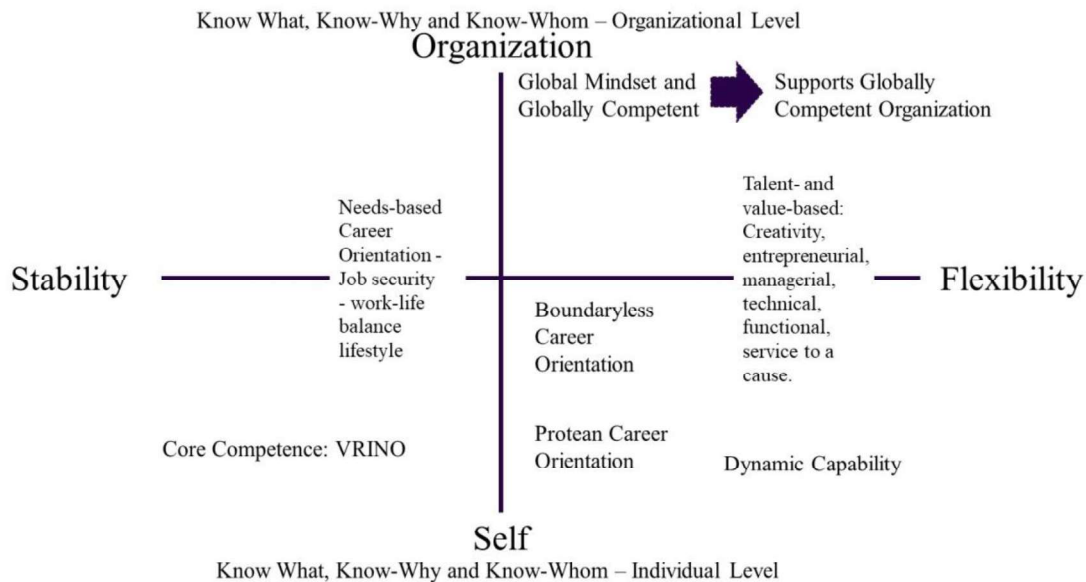 Know What, Know-Why and Know-Whom – Organizational Level
Organization
Global Mindset and
Globally Competent
Supports Globally
Competent Organization
Needs-based
Career
Orientation -
Job security
- work-life
balance
lifestyle
Talent- and
value-based:
Creativity,
entrepreneurial,
managerial,
technical,
functional,
service to a
cause.
Stability
Flexibility
Boundaryless
Career
Orientation
Core Competence: VRINO
Protean Career
Orientation
Dynamic Capability
Self
Know What, Know-Why and Know-Whom – Individual Level